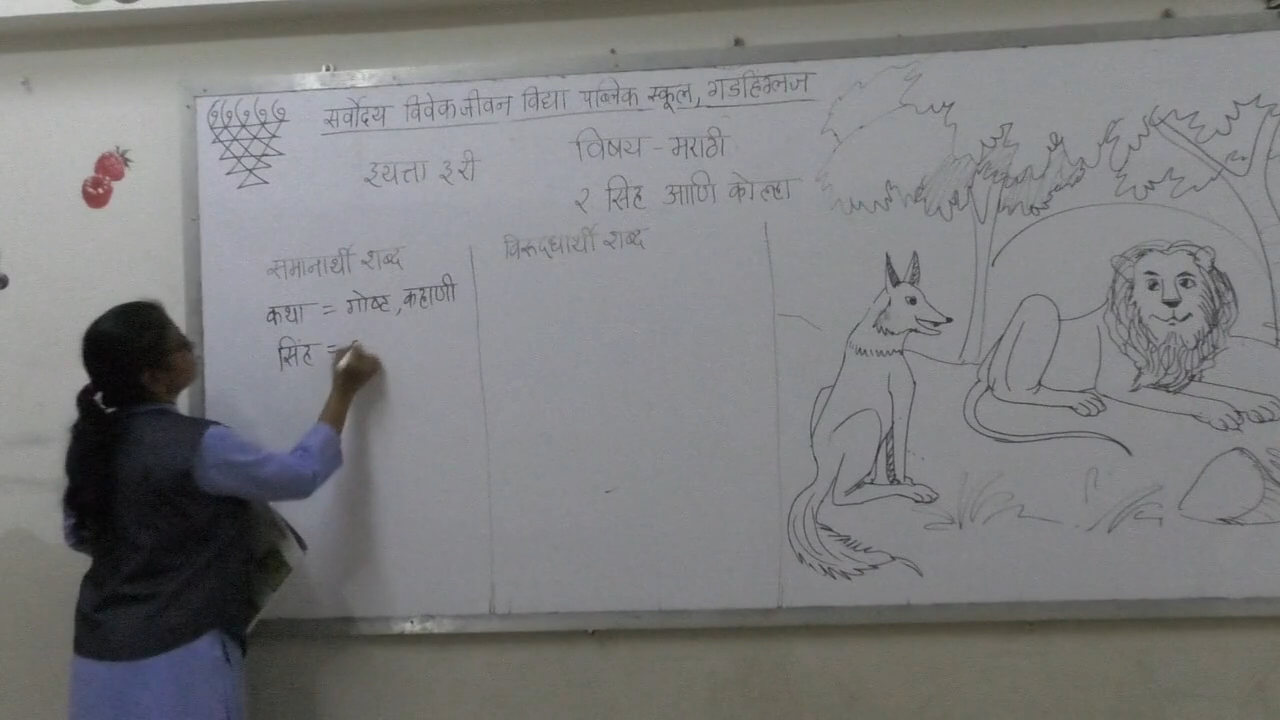 सर्वोदय विवेकजीवन विद्या पब्लिक स्कूल, गडहिंग्लज
इयत्ता ३री
विषय - मराठी
२ सिंह आणि कोल्हा
समानार्थी शब्द
कथा = गोष्ट, कहाणी
सिंह =
विरूद्धार्थी शब्द